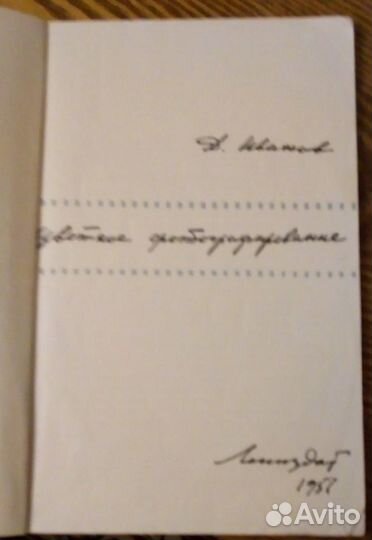 Б. Иванов
Цветное фотографирование
Лениздат
1957
Avito